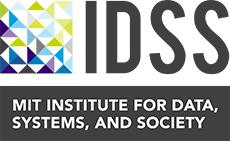 IDSS
MIT INSTITUTE FOR DATA,
SYSTEMS, AND SOCIETY